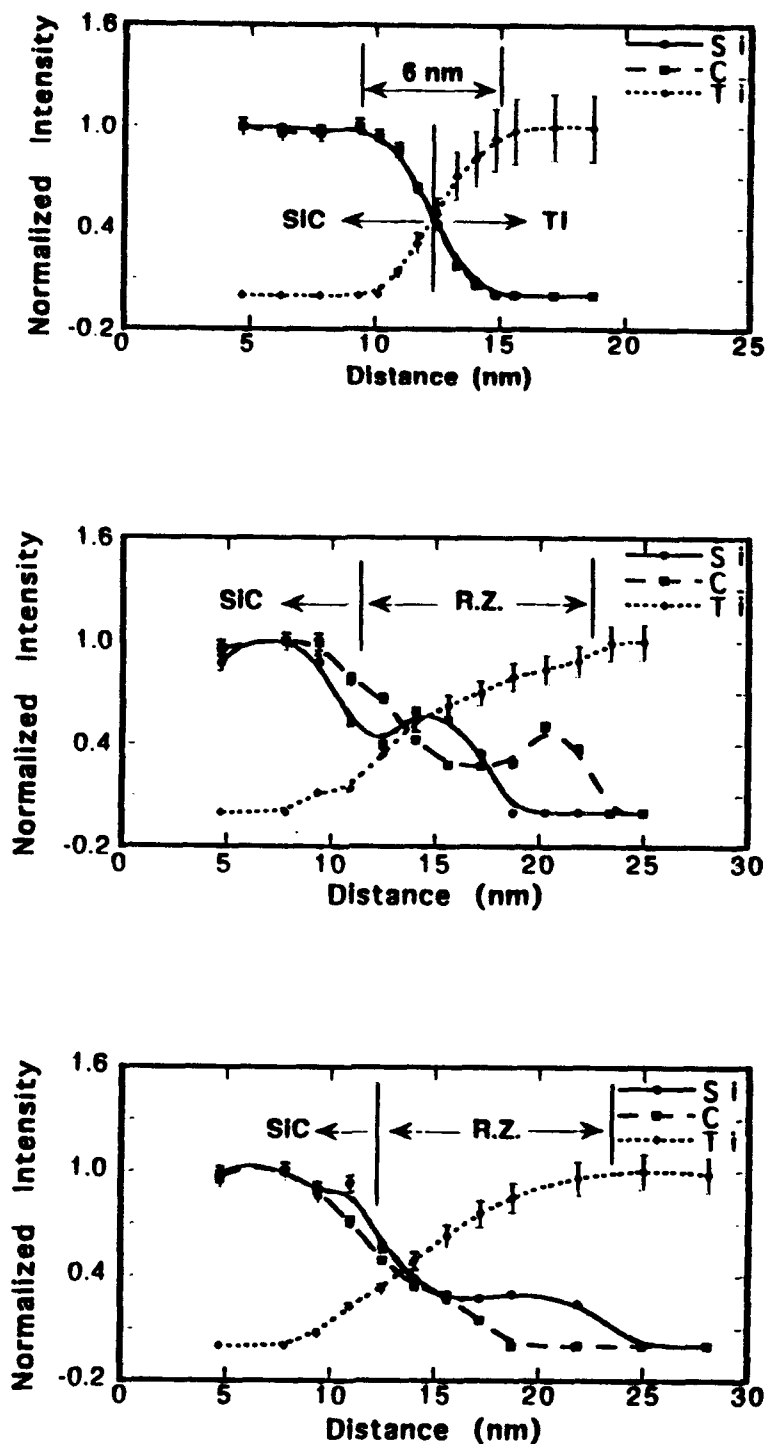 1.6
1.0
0.4
-0.2
Normalized Intensity
6 nm
Si
C
Ti
SiC
Ti
0 5 10 15 20 25
Distance (nm)
1.6
1.0
0.4
-0.2
Normalized Intensity
SiC
R.Z.
Si
C
Ti
0 5 10 15 20 25 30
Distance (nm)
1.6
1.0
0.4
-0.2
Normalized Intensity
SiC
R.Z.
Si
C
Ti
0 5 10 15 20 25 30
Distance (nm)